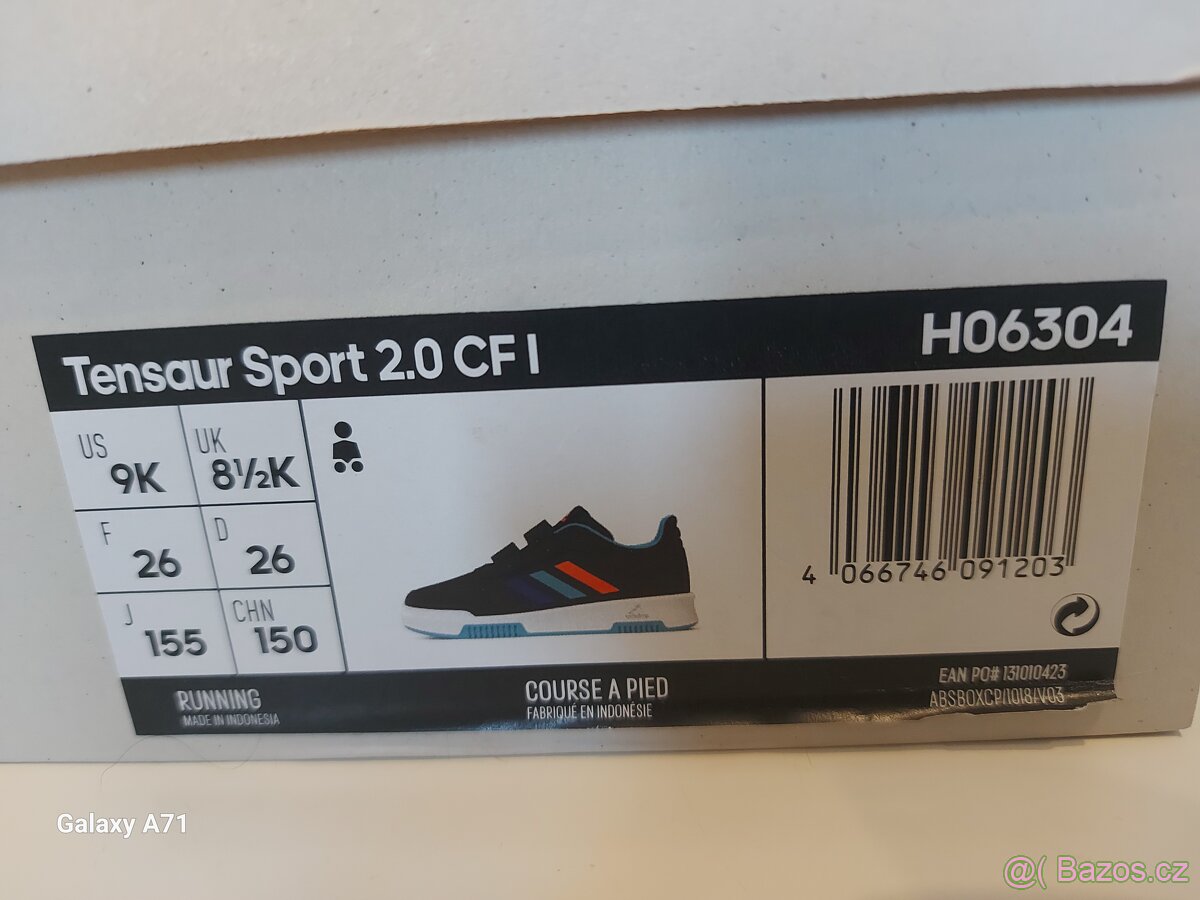 Tensaur Sport 2.0 CF I
H06304
US
9K
UK
8½K
F
26
D
26
J
155
CHN
150
4 066746 091203
RUNNING
MADE IN INDONESIA
COURSE A PIED
FABRIQUÉ EN INDONÉSIE
EAN PO# 131010423
ABSBOXCP/1018/V03
Galaxy A71
@( Bazos.cz